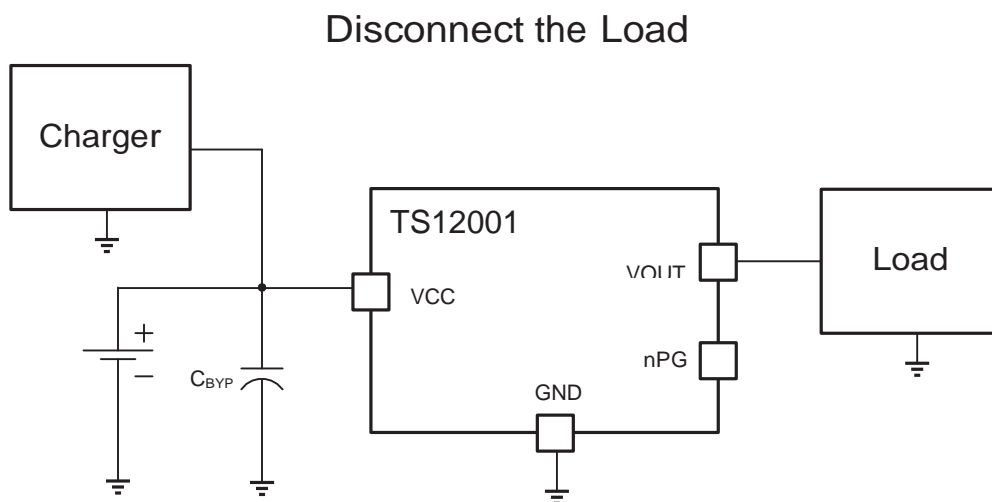 Disconnect the Load
Charger
TS12001
VOUT
Load
VCC
+
−
CBYP
nPG
GND